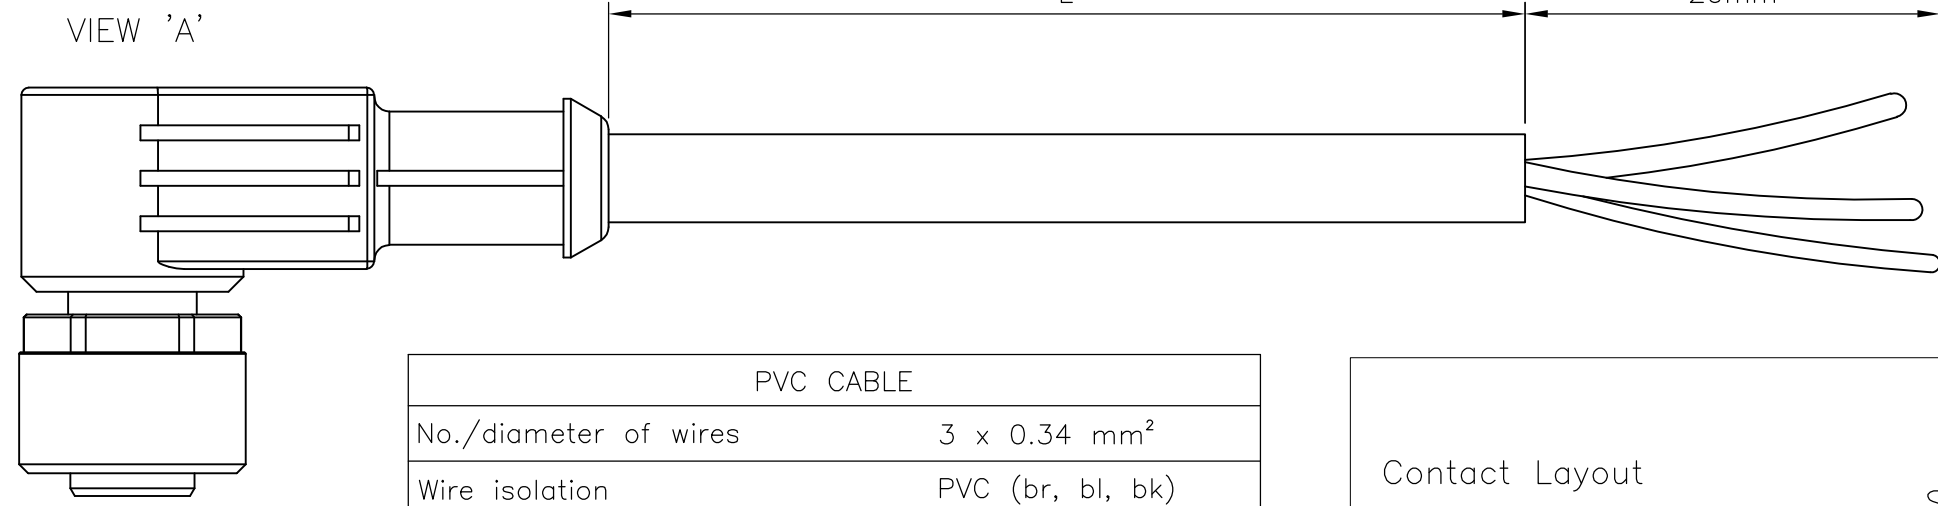 VIEW 'A'
PVC CABLE
No./diameter of wires 3 x 0.34 mm²
Wire isolation PVC (br, bl, bk)
Contact Layout